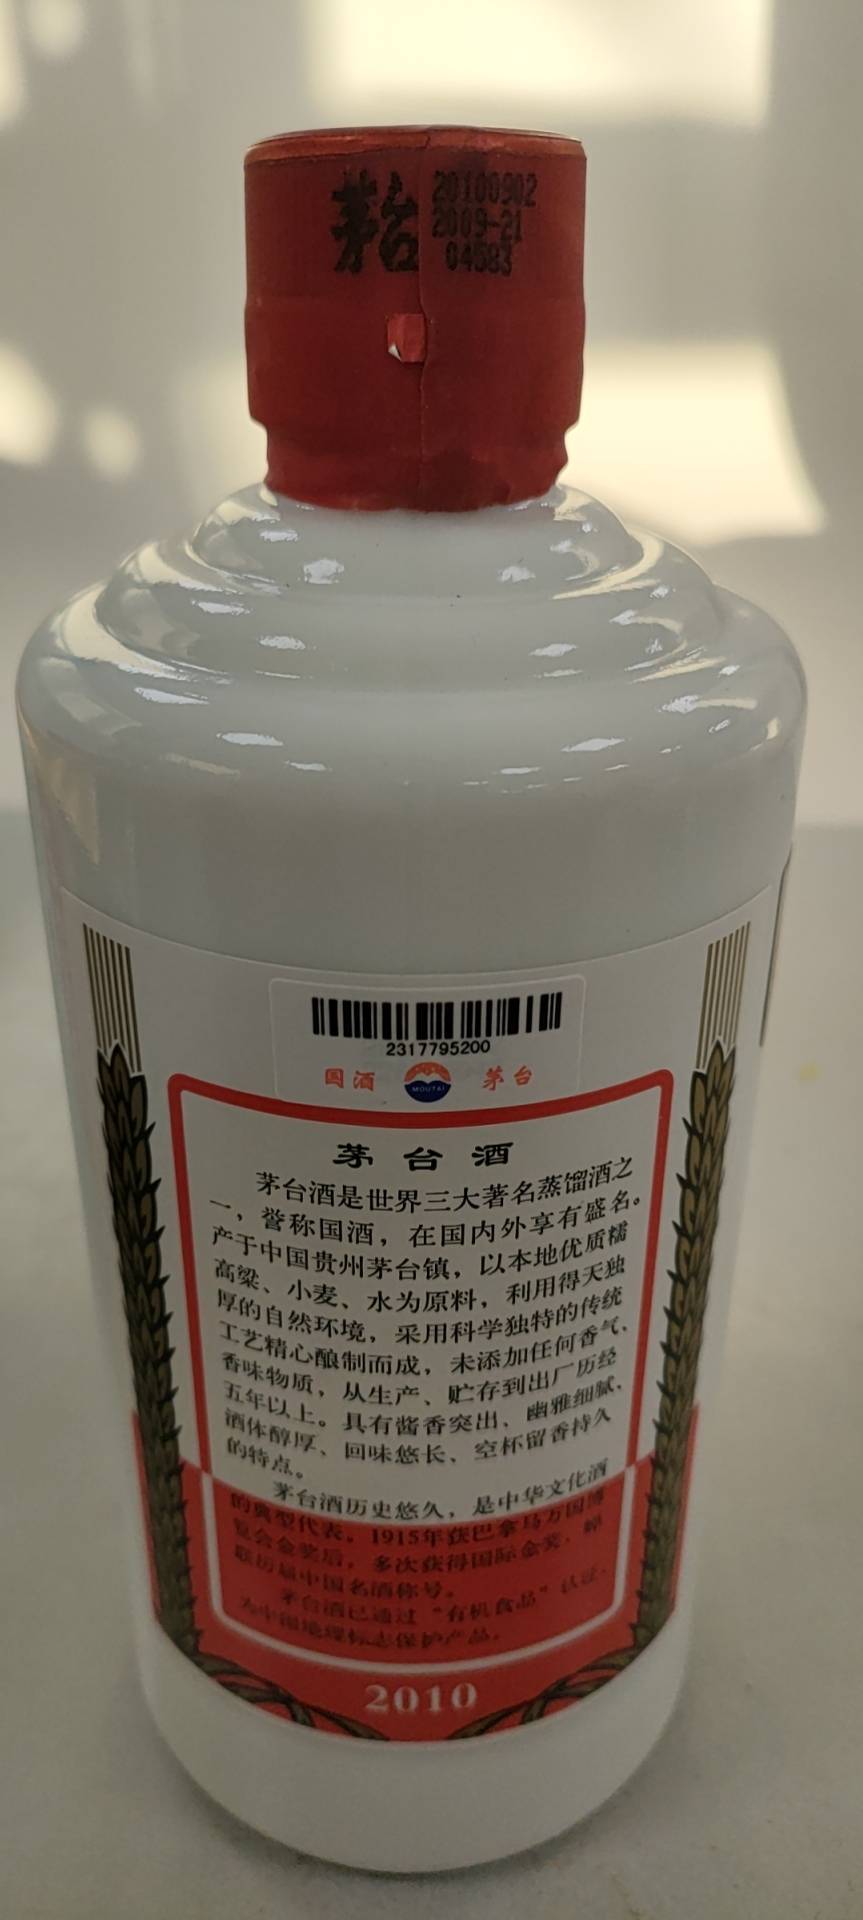 茅台
20100902
2009-21
04583
2317795200
国酒
MOUTAI
茅台
茅台酒
茅台酒是世界三大著名蒸馏酒之
一，誉称国酒，在国内外享有盛名。
产于中国贵州茅台镇，以本地优质糯
高粱、小麦、水为原料，利用得天独
厚的自然环境，采用科学独特的传统
工艺精心酿制而成，未添加任何香气、
香味物质，从生产、贮存到出厂历经
五年以上。具有酱香突出、幽雅细腻、
酒体醇厚、回味悠长、空杯留香持久
的特点。
茅台酒历史悠久，是中华文化酒
的典型代表。1915年获巴拿马万国博
览会金奖后，多次获得国际金奖，蝉
联历届中国名酒称号。
茅台酒已通过“有机食品”认证，
为中国地理标志保护产品。
2010